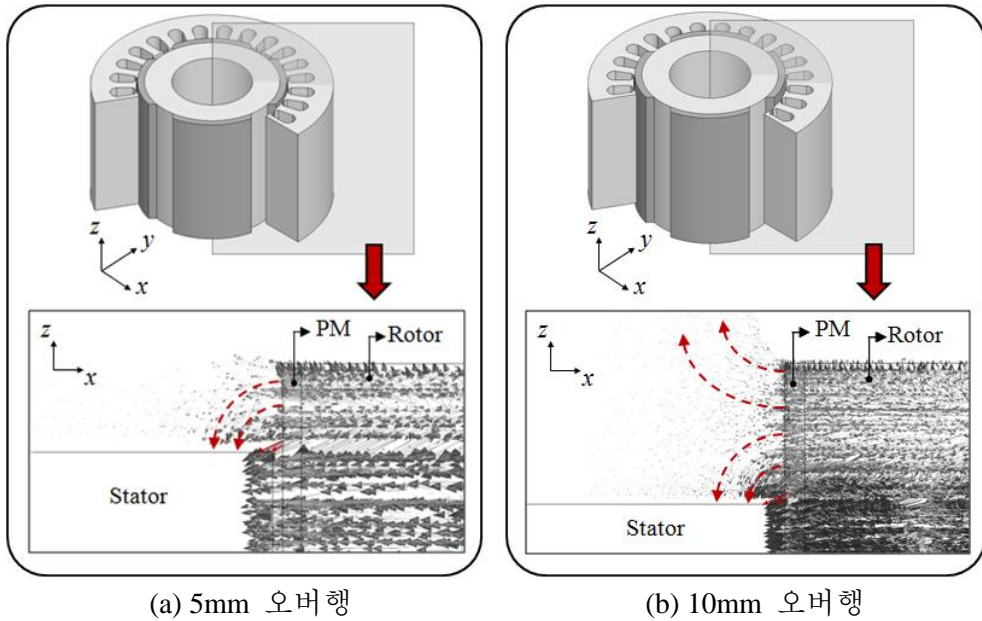 z
y
x
z
x
PM
Rotor
Stator
(a) 5mm 오버행
z
y
x
z
x
PM
Rotor
Stator
(b) 10mm 오버행